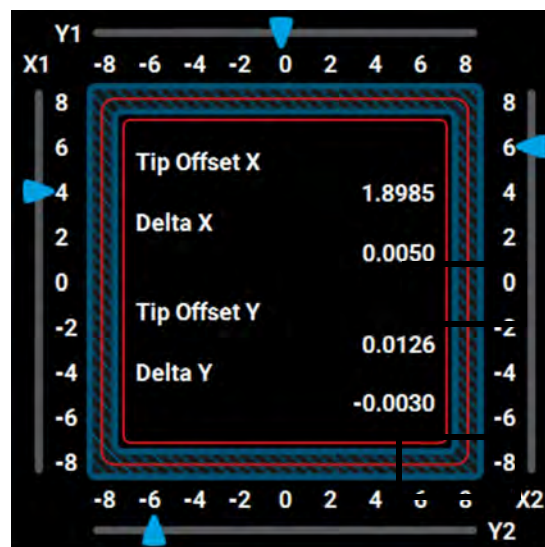 Y1
X1 -8 -6 -4 -2 0 2 4 6 8
8 8
6 6
Tip Offset X
4 1.8985 4
Delta X
2 2
0.0050
0 0
Tip Offset Y
-2 -2
0.0126
-4 Delta Y -4
-0.0030
-6 -6
-8 -8
-8 -6 -4 -2 0 2 4 X2
Y2